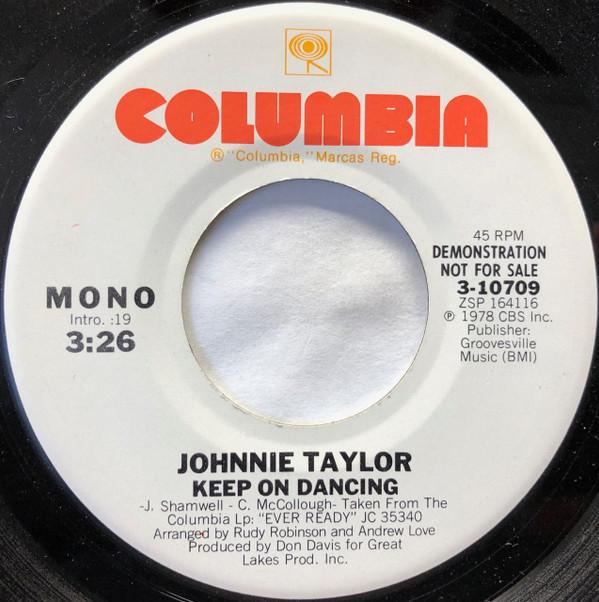 COLUMBIA
® "Columbia," Marcas Reg.
MONO
Intro. :19
3:26
45 RPM
DEMONSTRATION
NOT FOR SALE
3-10709
ZSP 164116
℗ 1978 CBS Inc.
Publisher:
Groovesville
Music (BMI)
JOHNNIE TAYLOR
KEEP ON DANCING
-J. Shamwell - C. McCollough- Taken From The
Columbia Lp: "EVER READY" JC 35340
Arranged by Rudy Robinson and Andrew Love
Produced by Don Davis for Great
Lakes Prod. Inc.